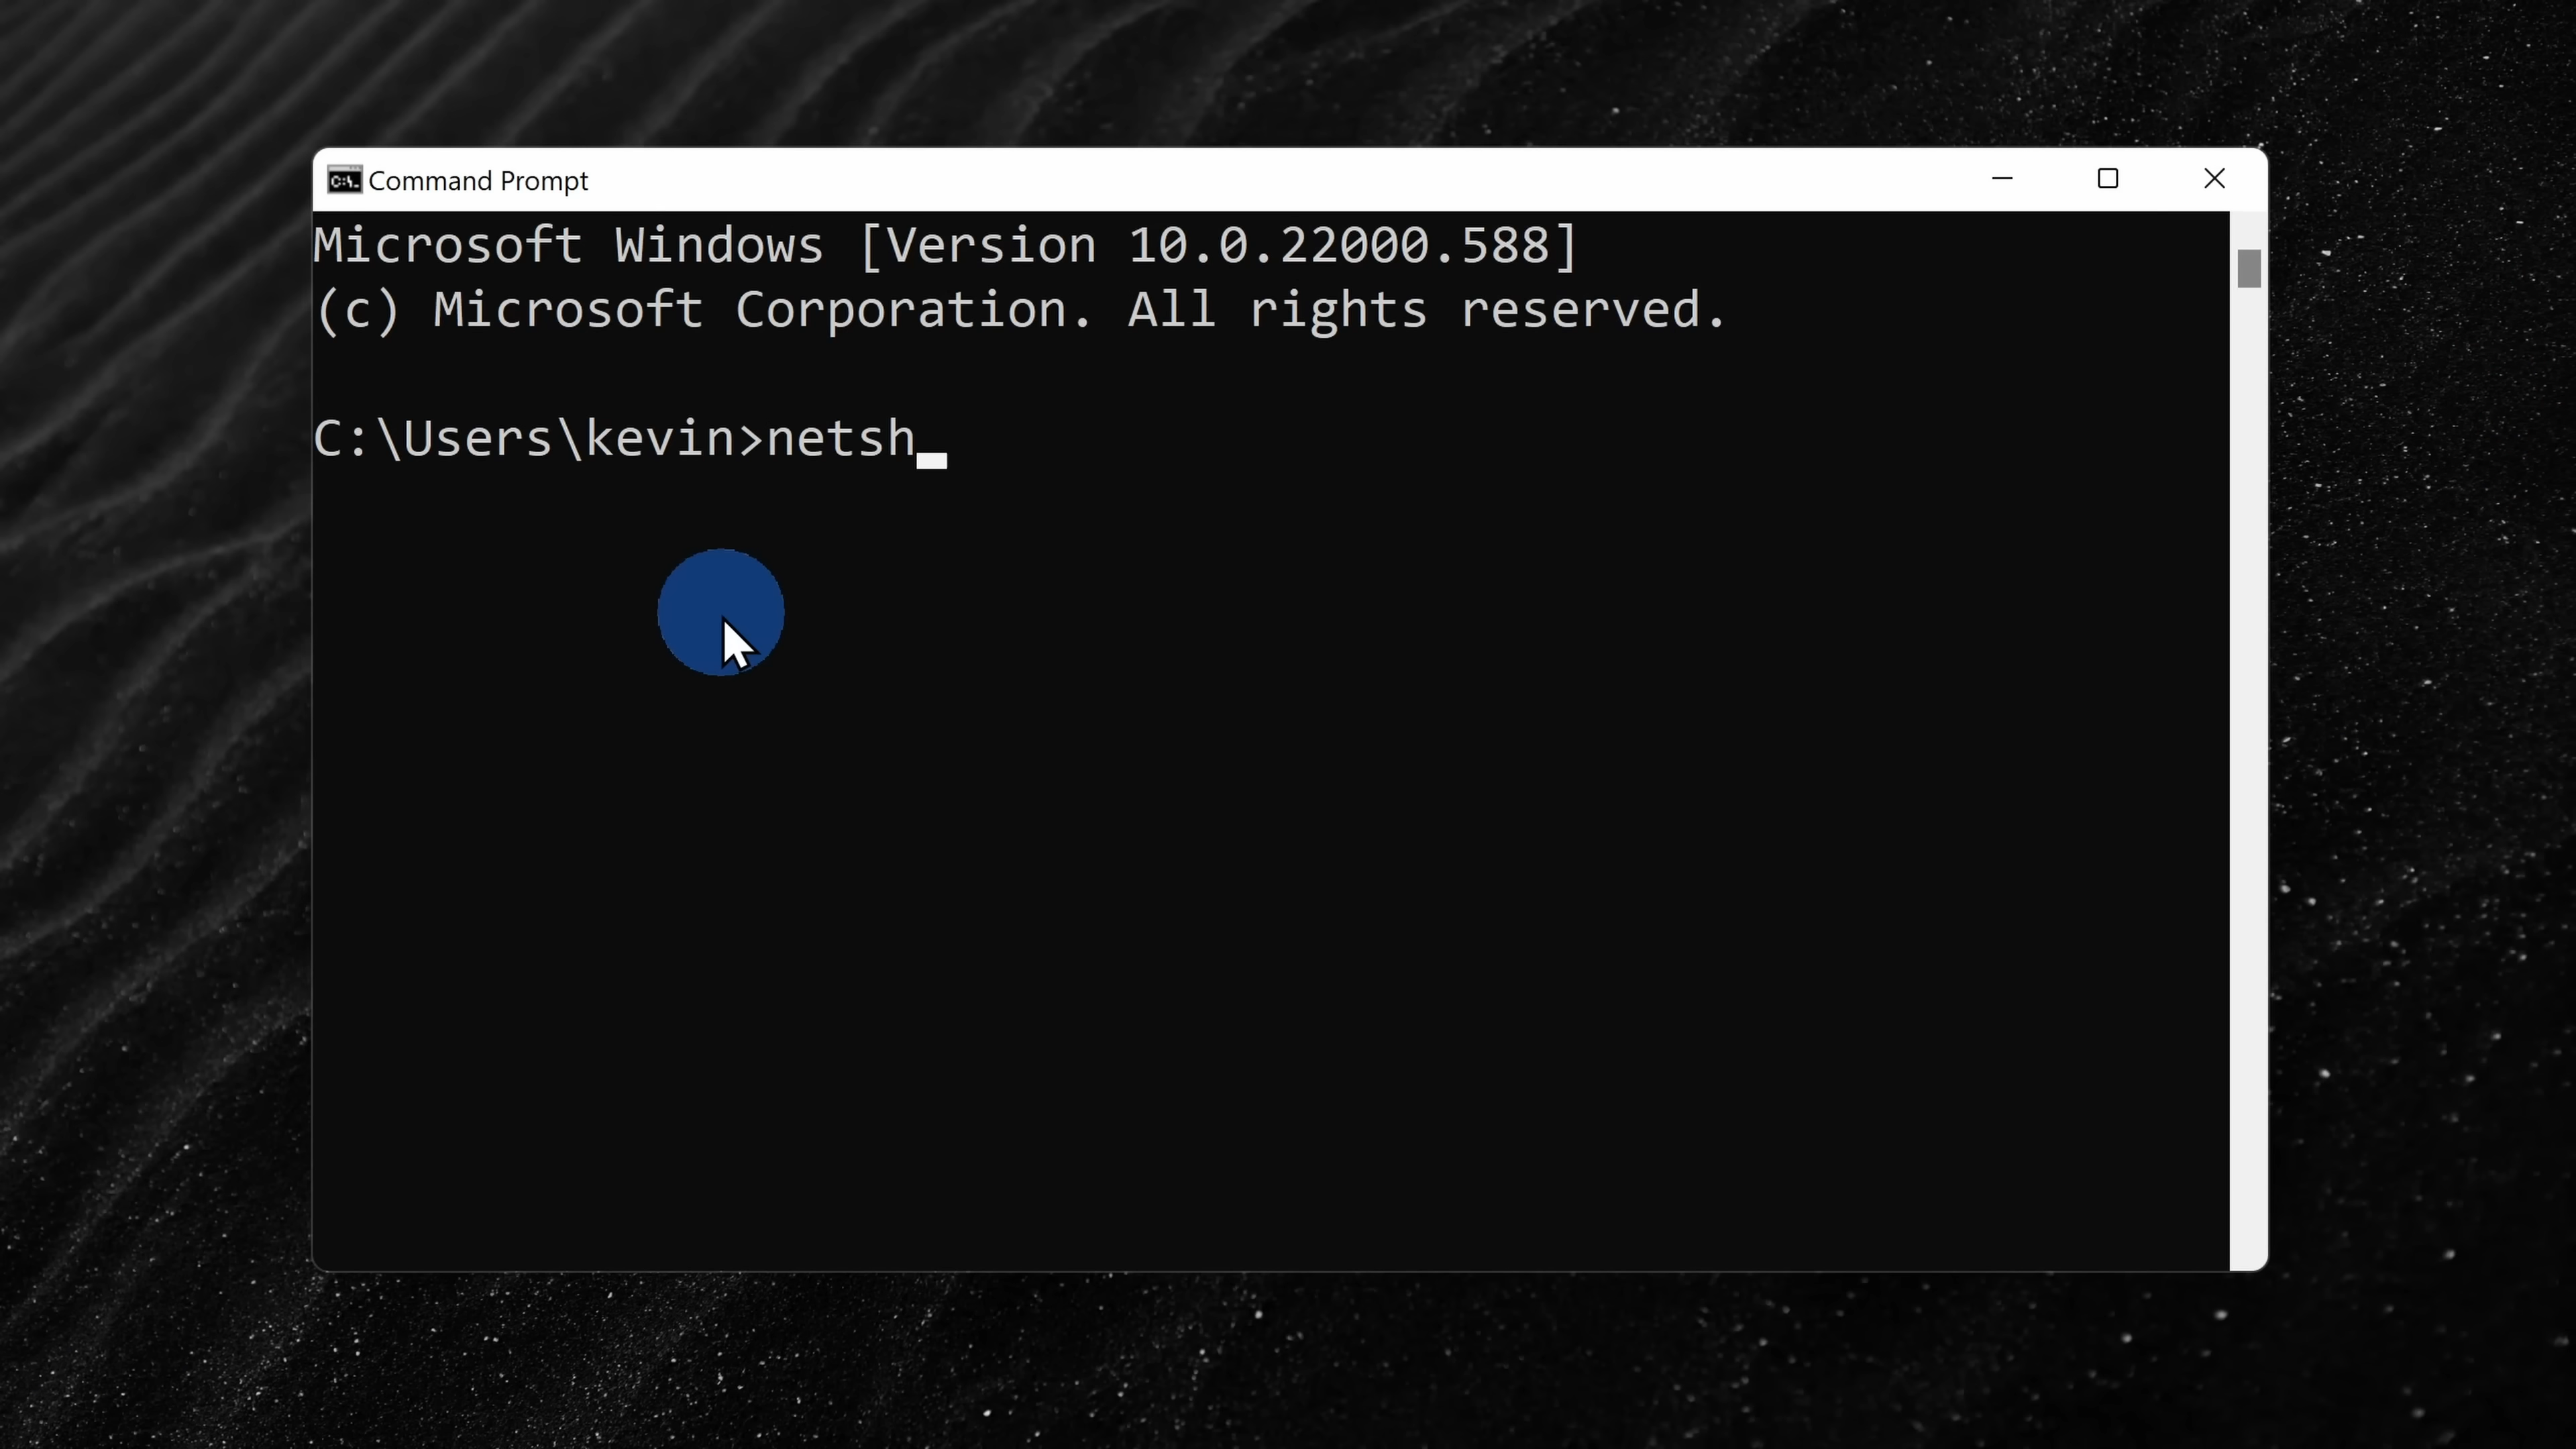 Command Prompt
Microsoft Windows [Version 10.0.22000.588]
(c) Microsoft Corporation. All rights reserved.
C:\Users\kevin>netsh